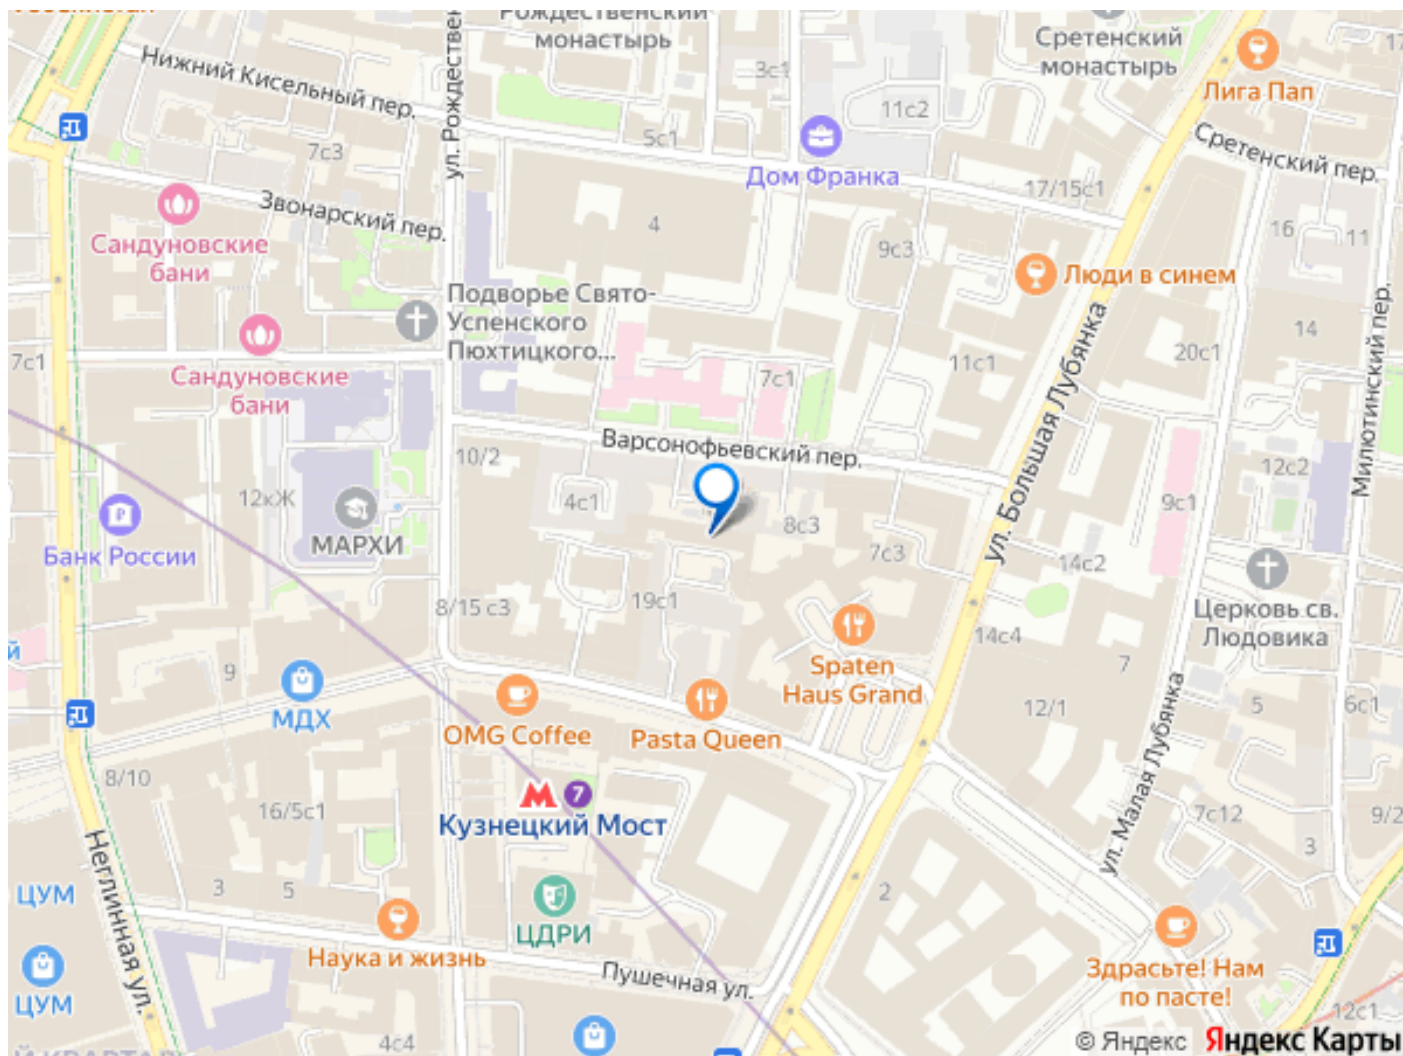 Рождественский
монастырь
Сретенский
монастырь
Лига Пап
Нижний Кисельный пер.
ул. Рождествен
3с1
11с2
5с1
7с3
Дом Франка
17/15с1
Сретенский пер.
17
Звонарский пер.
Сандуновские
бани
4
9с3
16
11
Люди в синем
Подворье Свято-
Успенского
Пюхтицкого...
Сандуновские
бани
7с1
7с1
11с1
20с1
14
ул. Большая Лубянка
Милютинский пер.
Варсонофьевский пер.
10/2
12кЖ
4с1
8с3
7с3
9с1
12с2
МАРХИ
Банк России
14с2
Церковь св.
Людовика
8/15 с3
19с1
14с4
7
й
9
МДХ
Spaten
Haus Grand
OMG Coffee
Pasta Queen
12/1
5
6с1
8/10
16/5с1
7
Кузнецкий Мост
ул. Малая Лубянка
7с12
9/2
3
Неглинная ул.
ЦУМ
3
5
2
ЦДРИ
Наука и жизнь
Пушечная ул.
ЦУМ
Здрасьте! Нам
по пасте!
12с1
4с4
Й КВАРТАЛ
© Яндекс Яндекс Карты